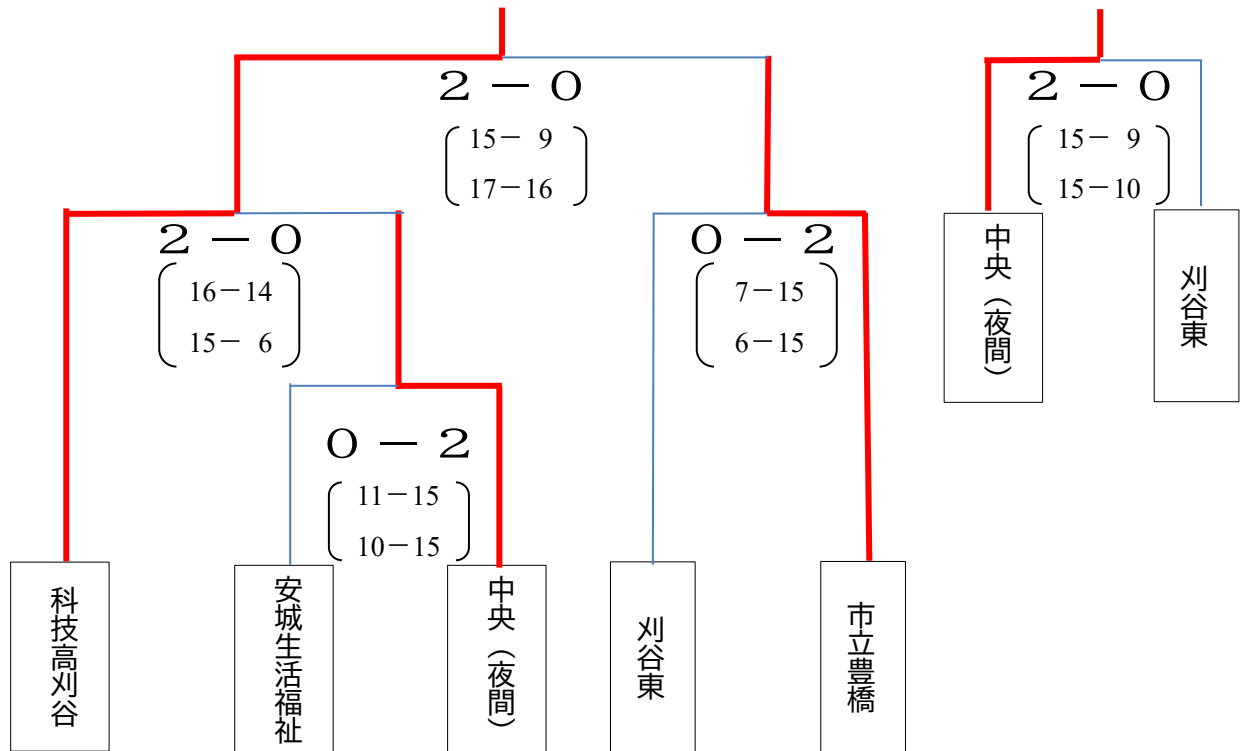 ２－０
15－ 9
17－16
２－０
15－ 9
15－10
中央（夜間）
刈谷東
２－０
16－14
15－ 6
０－２
7－15
6－15
０－２
11－15
10－15
科技高刈谷
安城生活福祉
中央（夜間）
刈谷東
市立豊橋